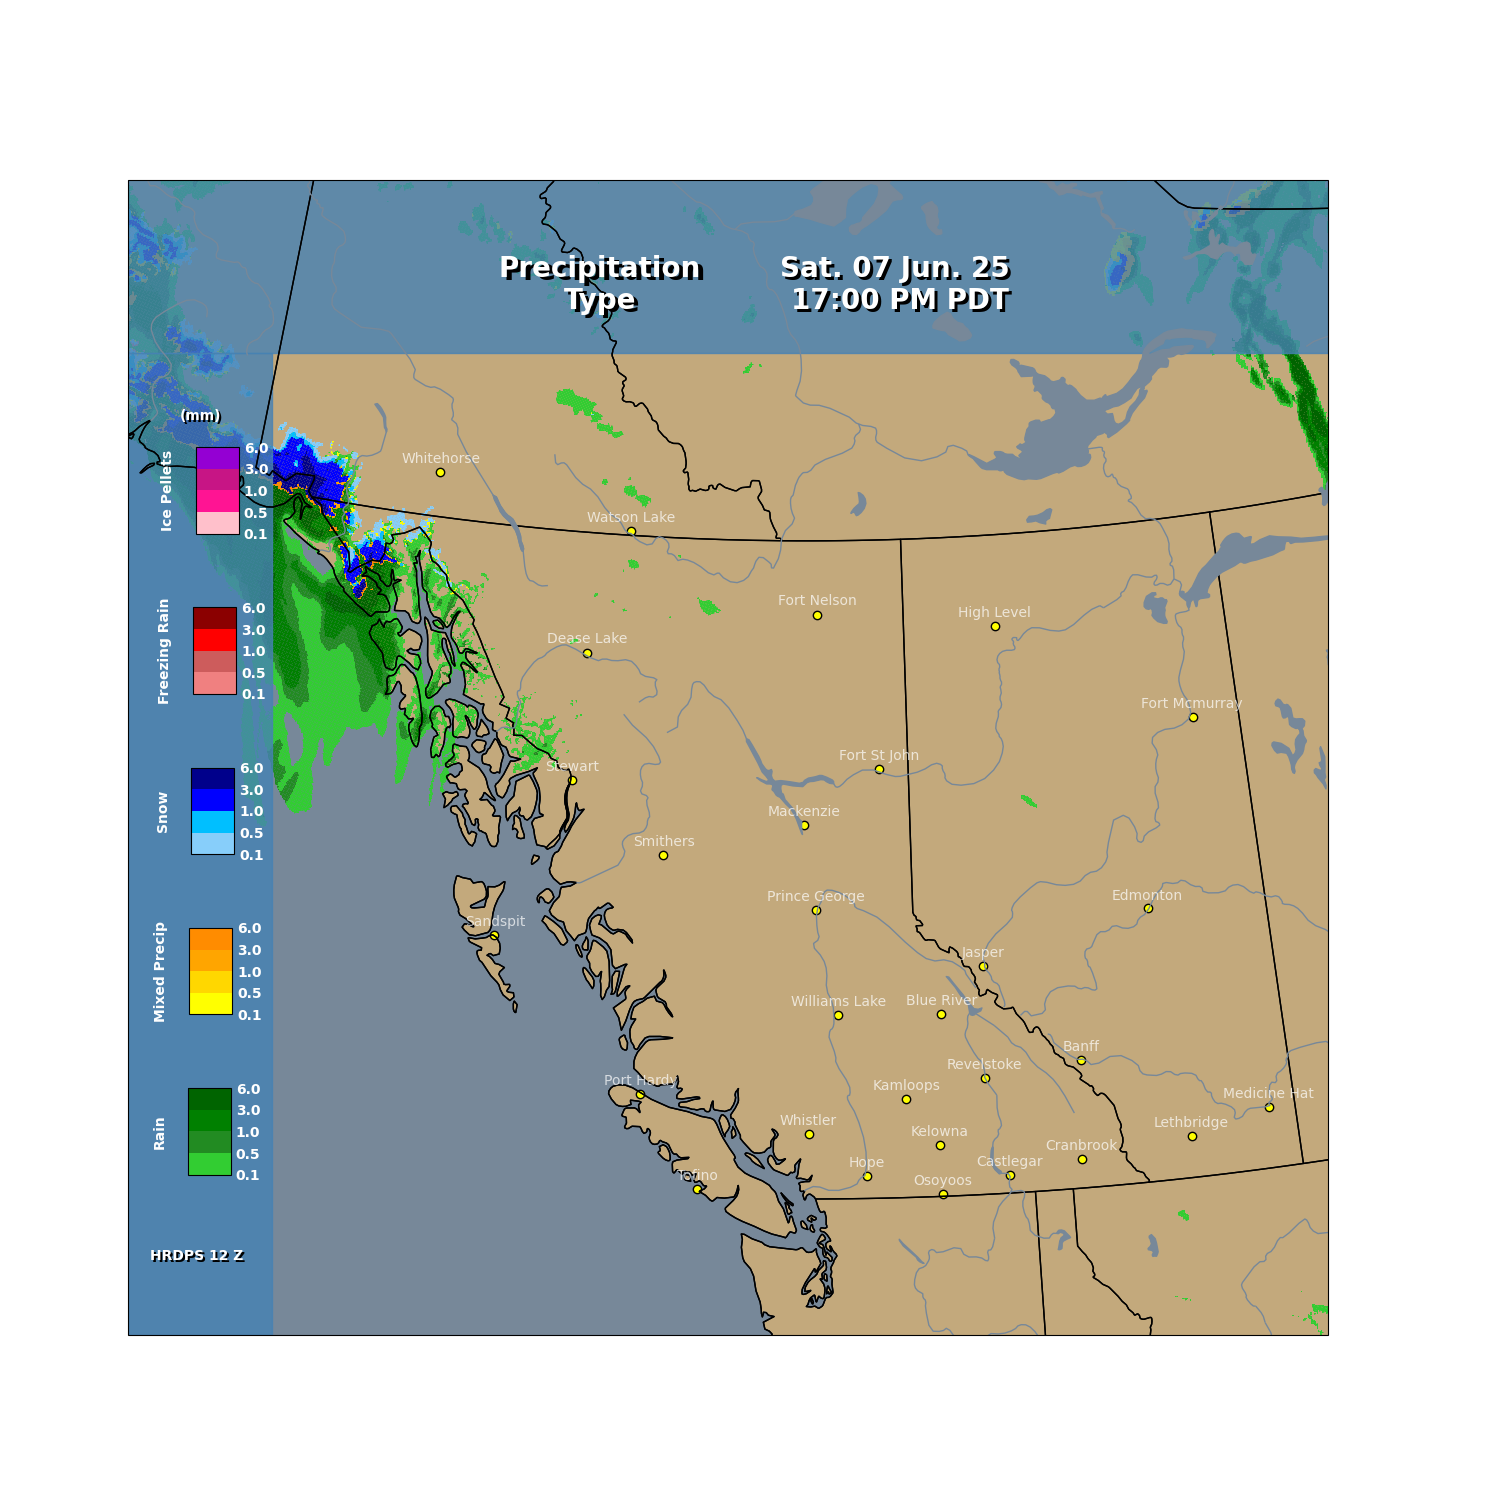 Precipitation
Type
Sat. 07 Jun. 25
17:00 PM PDT
(mm)
Ice Pellets
6.0
3.0
1.0
0.5
0.1
Freezing Rain
6.0
3.0
1.0
0.5
0.1
Snow
6.0
3.0
1.0
0.5
0.1
Mixed Precip
6.0
3.0
1.0
0.5
0.1
Rain
6.0
3.0
1.0
0.5
0.1
HRDPS 12 Z
Whitehorse
Watson Lake
Fort Nelson
High Level
Dease Lake
Fort Mcmurray
Fort St John
Stewart
Mackenzie
Smithers
Prince George
Edmonton
Sandspit
Jasper
Williams Lake
Blue River
Banff
Revelstoke
Port Hardy
Kamloops
Medicine Hat
Whistler
Lethbridge
Kelowna
Cranbrook
Hope
Castlegar
Tofino
Osoyoos